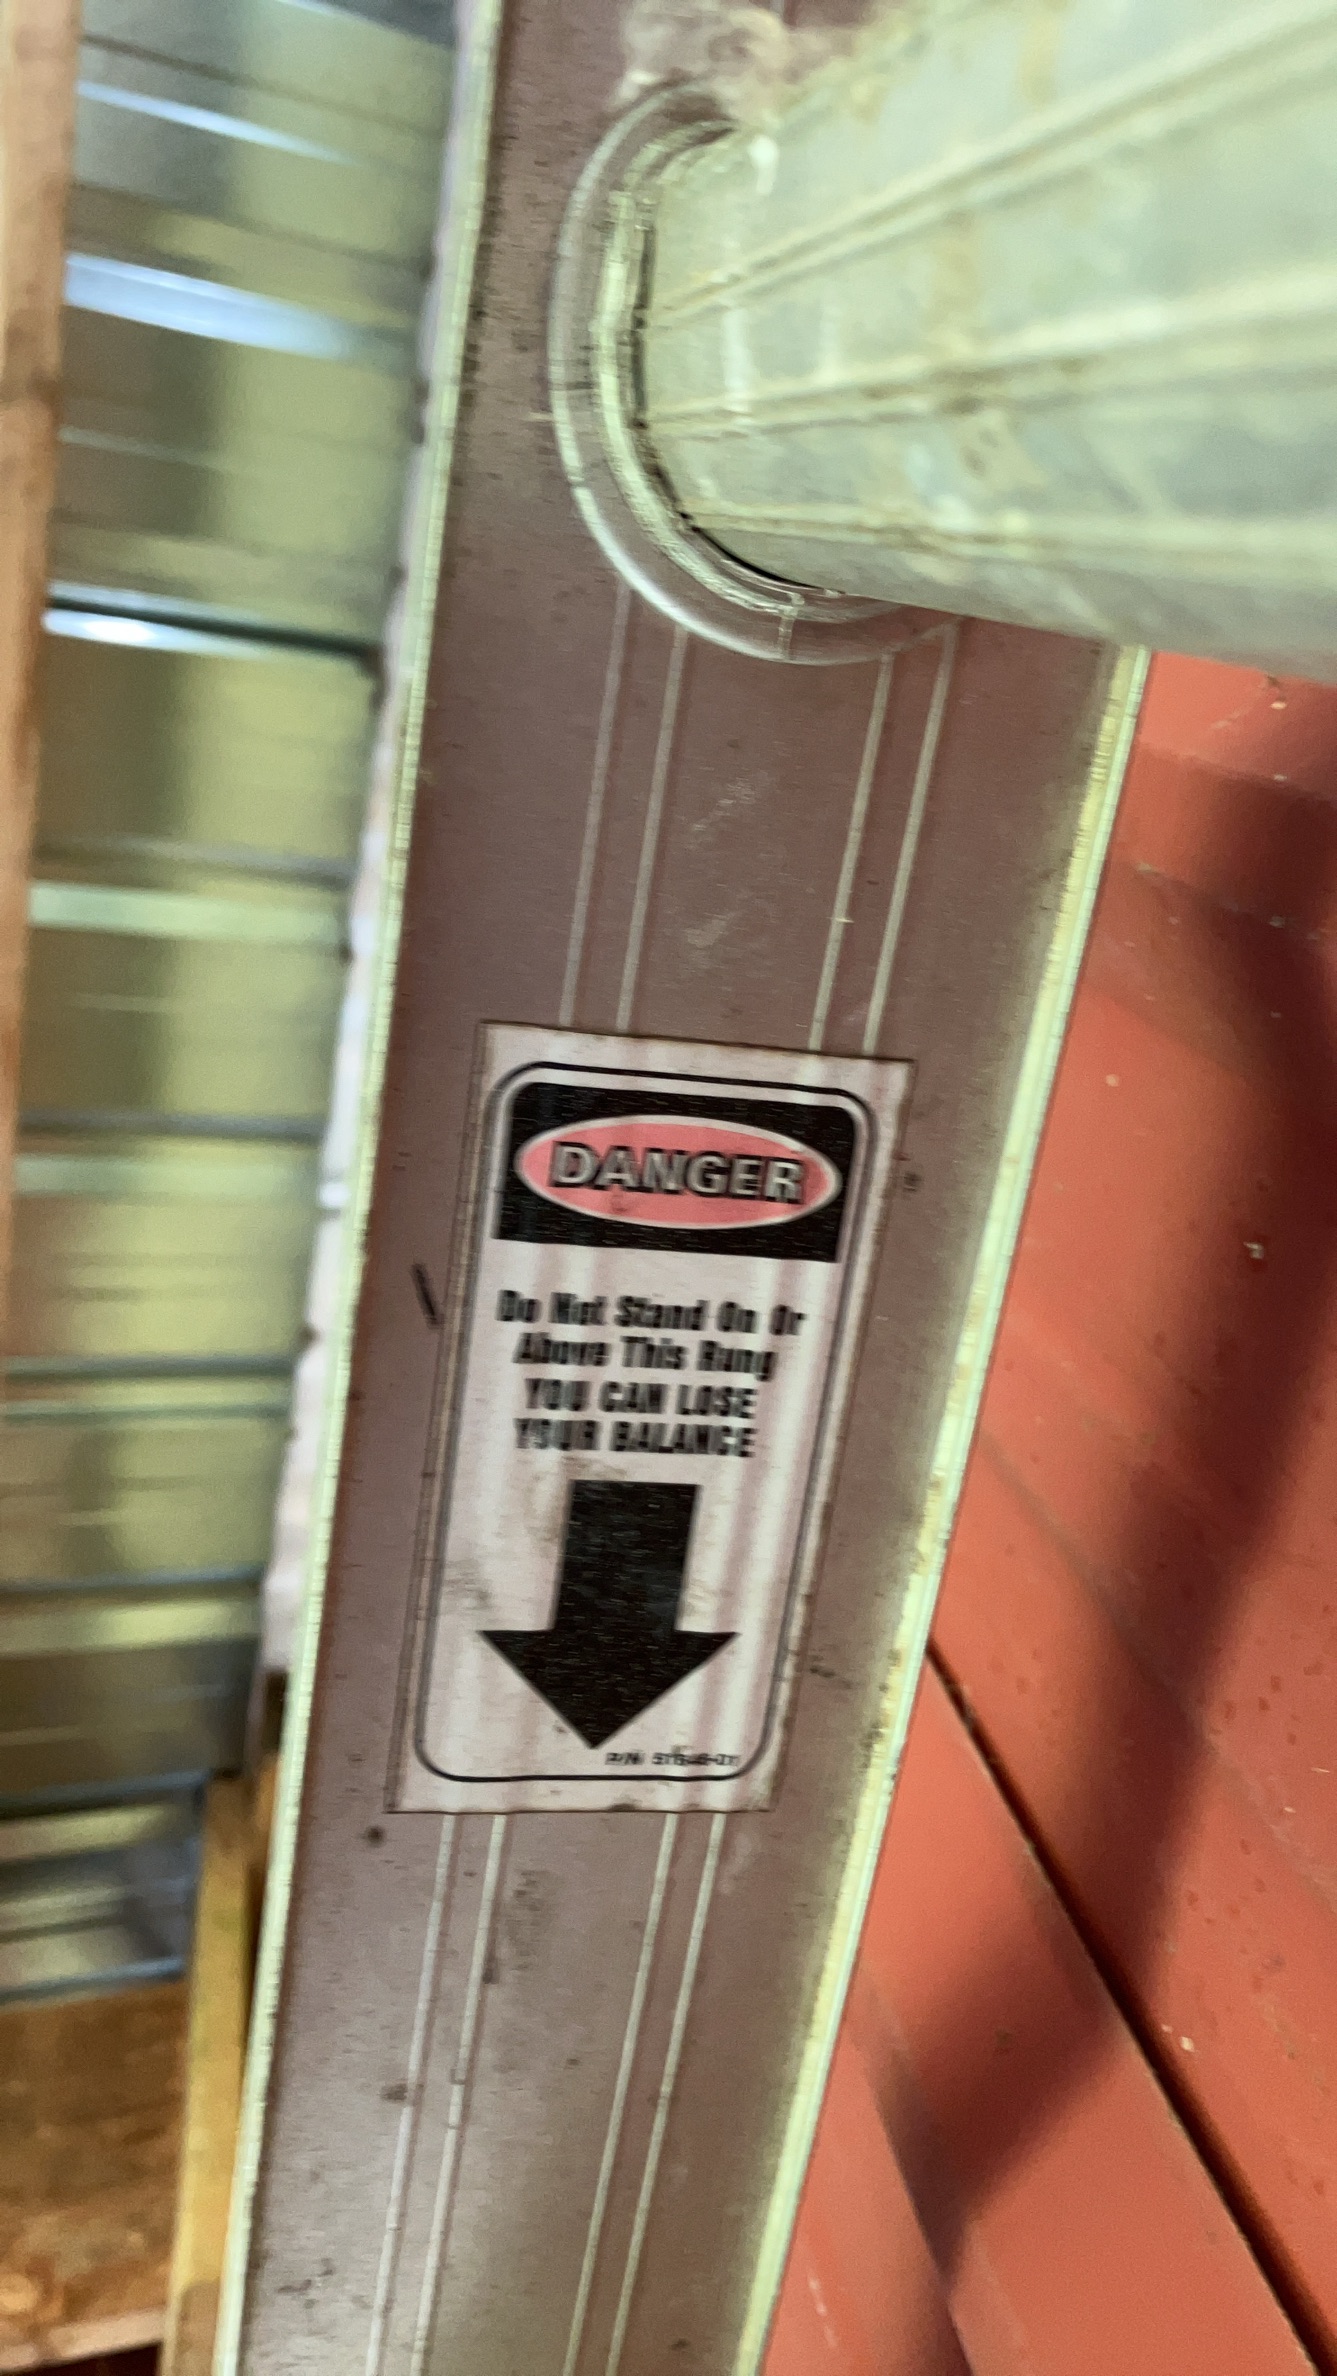 DANGER
Do Not Stand On Or
Above This Rung
YOU CAN LOSE
YOUR BALANCE
P/N